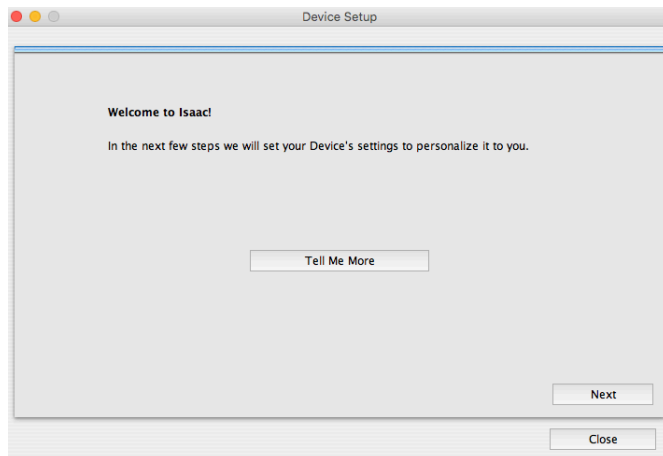 Device Setup
Welcome to Isaac!
In the next few steps we will set your Device's settings to personalize it to you.
Tell Me More
Next
Close